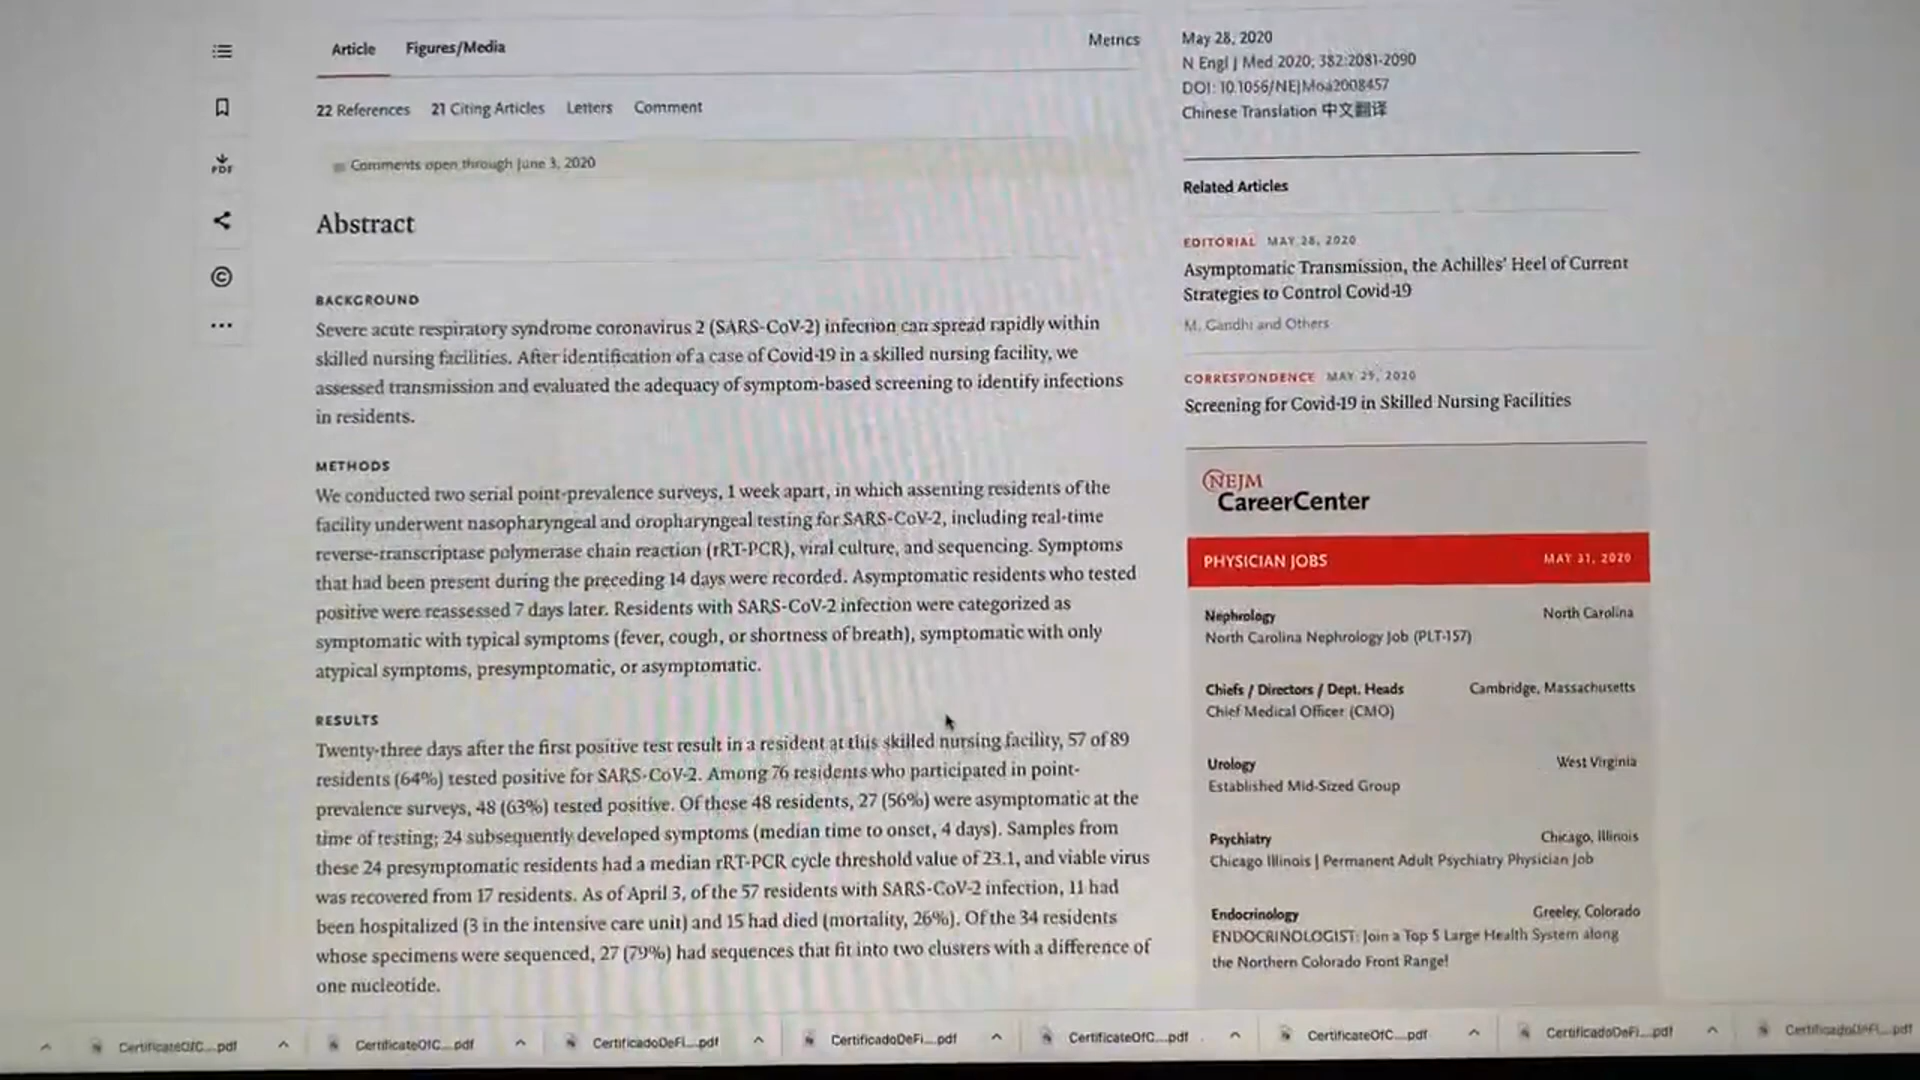 Article Figures/Media Metrics
22 References 21 Citing Articles Letters Comment
Comments open through June 3, 2020
PDF
Abstract
BACKGROUND
Severe acute respiratory syndrome coronavirus 2 (SARS-CoV-2) infection can spread rapidly within
skilled nursing facilities. After identification of a case of Covid-19 in a skilled nursing facility, we
assessed transmission and evaluated the adequacy of symptom-based screening to identify infections
in residents.
METHODS
We conducted two serial point-prevalence surveys, 1 week apart, in which assenting residents of the
facility underwent nasopharyngeal and oropharyngeal testing for SARS-CoV-2, including real-time
reverse-transcriptase polymerase chain reaction (rRT-PCR), viral culture, and sequencing. Symptoms
that had been present during the preceding 14 days were recorded. Asymptomatic residents who tested
positive were reassessed 7 days later. Residents with SARS-CoV-2 infection were categorized as
symptomatic with typical symptoms (fever, cough, or shortness of breath), symptomatic with only
atypical symptoms, presymptomatic, or asymptomatic.
RESULTS
Twenty-three days after the first positive test result in a resident at this skilled nursing facility, 57 of 89
residents (64%) tested positive for SARS-CoV-2. Among 76 residents who participated in point-
prevalence surveys, 48 (63%) tested positive. Of these 48 residents, 27 (56%) were asymptomatic at the
time of testing; 24 subsequently developed symptoms (median time to onset, 4 days). Samples from
these 24 presymptomatic residents had a median rRT-PCR cycle threshold value of 23.1, and viable virus
was recovered from 17 residents. As of April 3, of the 57 residents with SARS-CoV-2 infection, 11 had
been hospitalized (3 in the intensive care unit) and 15 had died (mortality, 26%). Of the 34 residents
whose specimens were sequenced, 27 (79%) had sequences that fit into two clusters with a difference of
one nucleotide.
May 28, 2020
N Engl J Med 2020; 382:2081-2090
DOI: 10.1056/NEJMoa2008457
Chinese Translation 中文翻译
Related Articles
EDITORIAL MAY 28, 2020
Asymptomatic Transmission, the Achilles' Heel of Current
Strategies to Control Covid-19
M. Gandhi and Others
CORRESPONDENCE MAY 29, 2020
Screening for Covid-19 in Skilled Nursing Facilities
NEJM
CareerCenter
PHYSICIAN JOBS MAY 31, 2020
Nephrology North Carolina
North Carolina Nephrology Job (PLT-157)
Chiefs / Directors / Dept. Heads Cambridge, Massachusetts
Chief Medical Officer (CMO)
Urology West Virginia
Established Mid-Sized Group
Psychiatry Chicago, Illinois
Chicago Illinois | Permanent Adult Psychiatry Physician Job
Endocrinology Greeley, Colorado
ENDOCRINOLOGIST: Join a Top 5 Large Health System along
the Northern Colorado Front Range!
CertificateOfC....pdf CertificateOfC....pdf CertificadoDeFi....pdf CertificadoDeFi....pdf CertificateOfC....pdf CertificateOfC....pdf CertificadoDeFi....pdf CertificadoDeFi....pdf